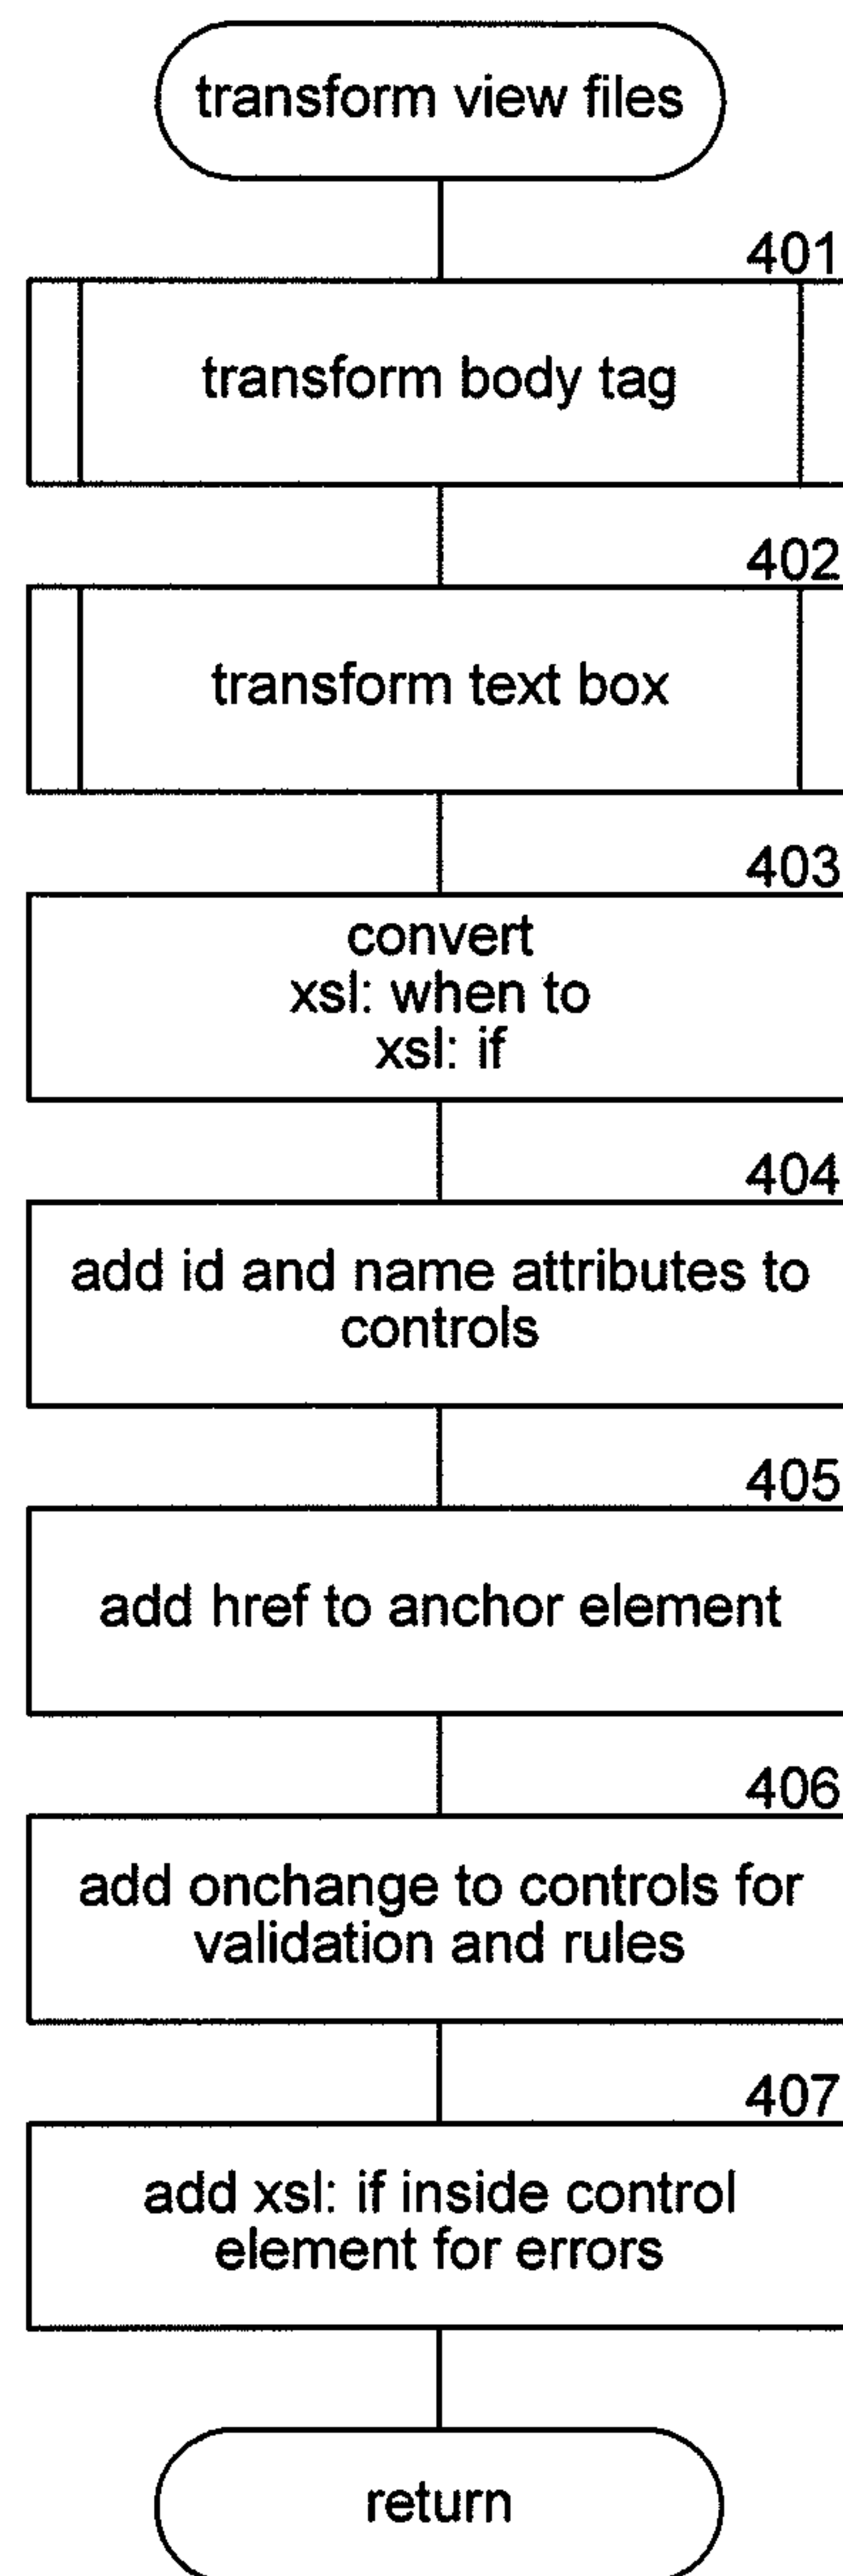 transform view files
401
transform body tag
402
transform text box
403
convert
xsl: when to
xsl: if
404
add id and name attributes to
controls
405
add href to anchor element
406
add onchange to controls for
validation and rules
407
add xsl: if inside control
element for errors
return